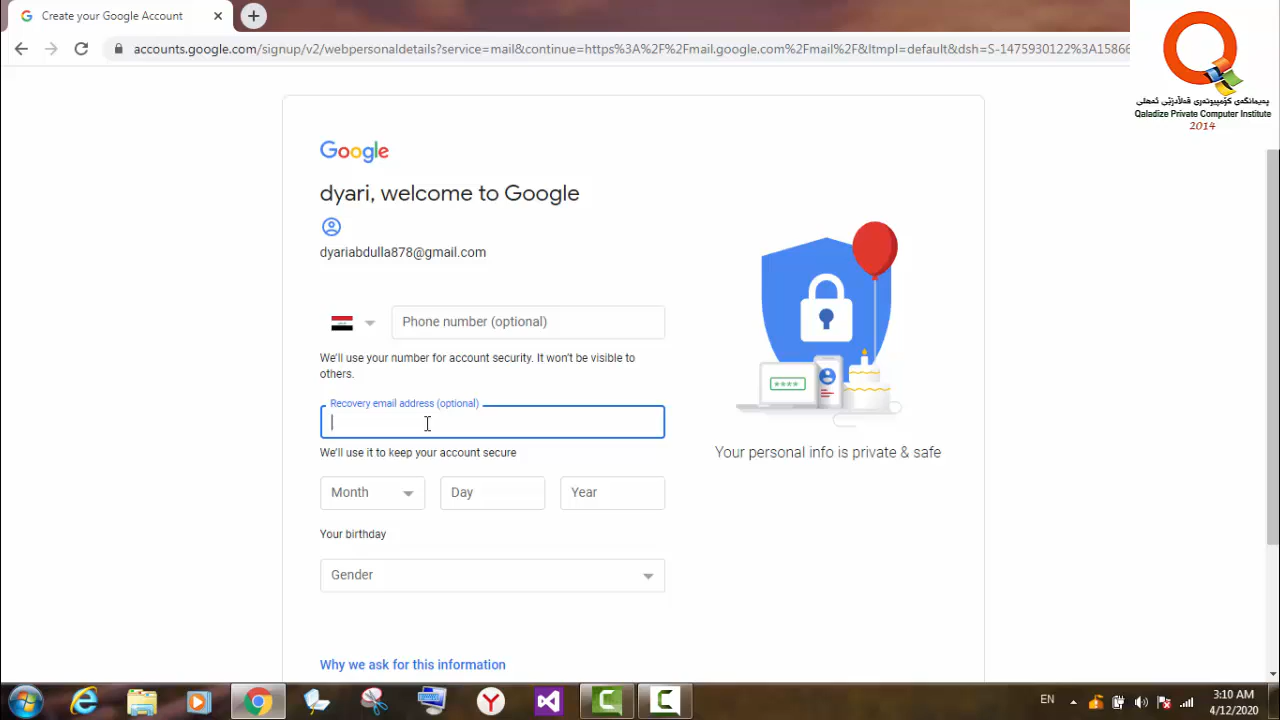 Create your Google Account
accounts.google.com/signup/v2/webpersonaldetails?service=mail&continue=https%3A%2F%2Fmail.google.com%2Fmail%2F&ltmpl=default&dsh=S-1475930122%3A15866
پەیمانگەی کۆمپیوتەری قەڵادزێی ئەهلی
Qaladize Private Computer Institute
2014
Google
dyari, welcome to Google
dyariabdulla878@gmail.com
Phone number (optional)
We'll use your number for account security. It won't be visible to
others.
Recovery email address (optional)
We'll use it to keep your account secure
Month Day Year
Your birthday
Gender
Why we ask for this information
****
Your personal info is private & safe
EN
3:10 AM
4/12/2020